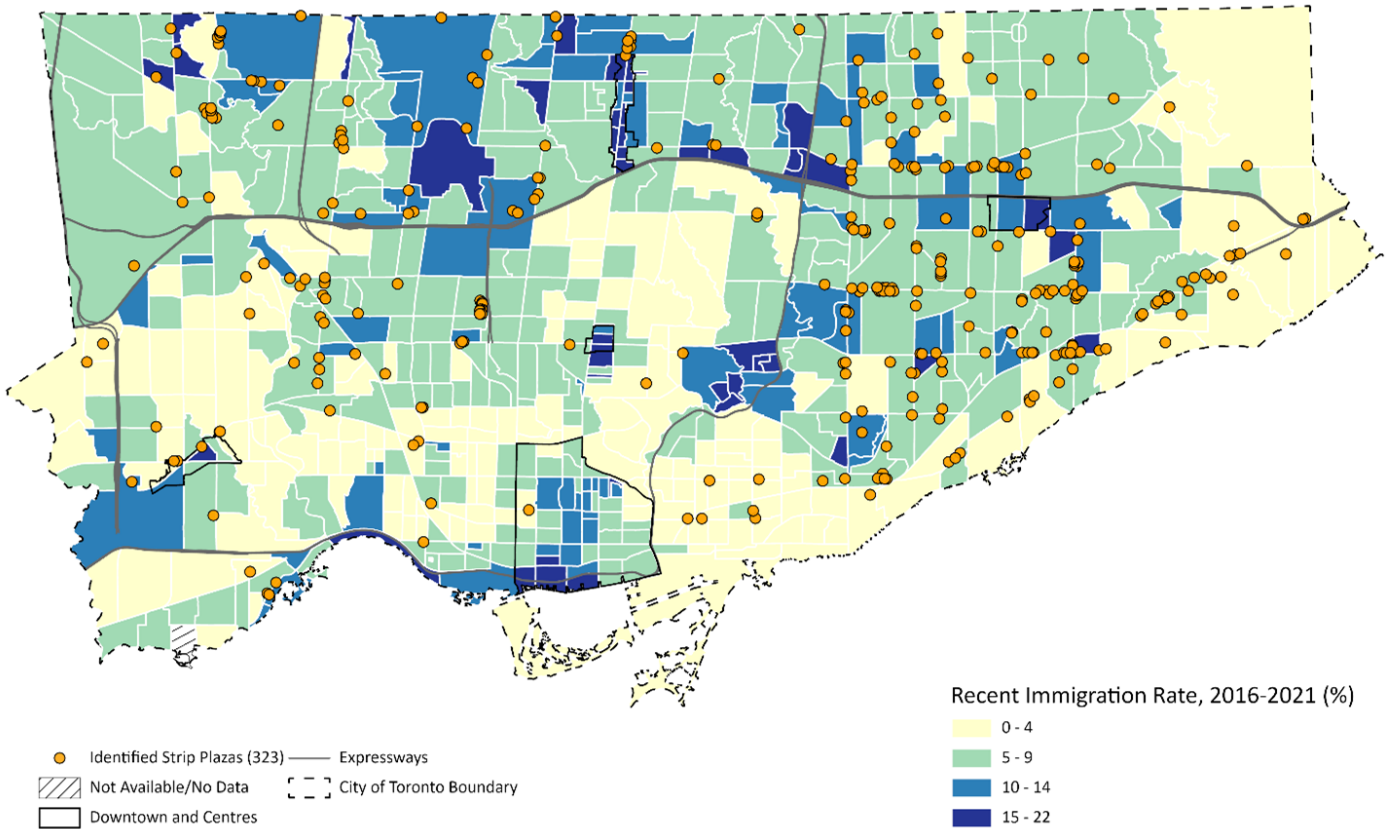 Recent Immigration Rate, 2016-2021 (%)
0 - 4
5 - 9
10 - 14
15 - 22
Identified Strip Plazas (323)
Expressways
Not Available/No Data
City of Toronto Boundary
Downtown and Centres